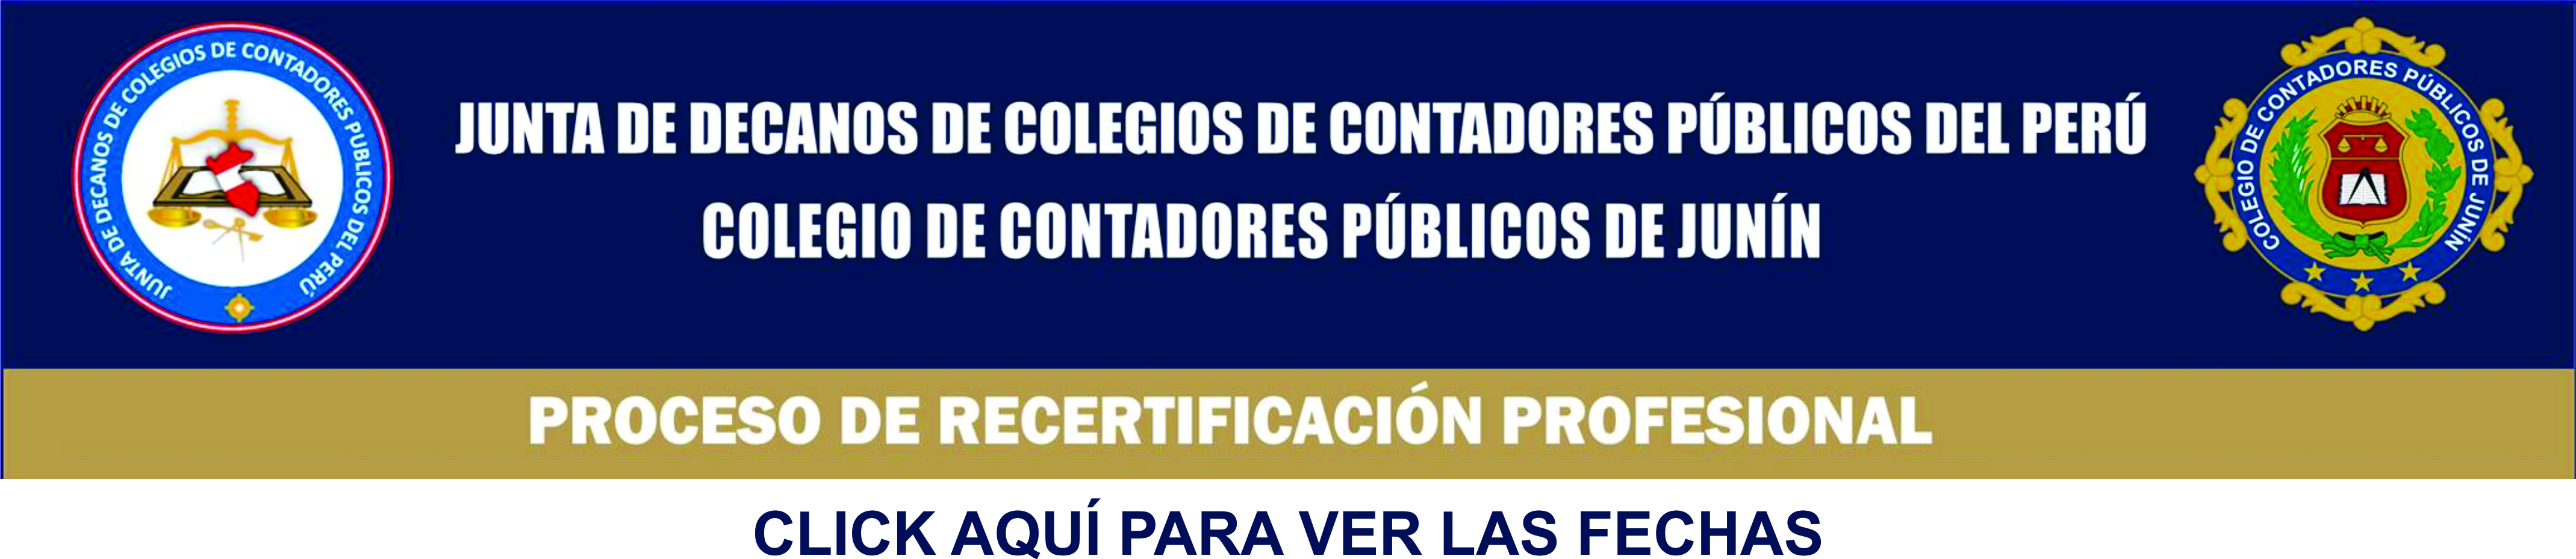 JUNTA DE DECANOS DE COLEGIOS DE CONTADORES PUBLICOS DEL PERÚ
JUNTA DE DECANOS DE COLEGIOS DE CONTADORES PÚBLICOS DEL PERÚ
COLEGIO DE CONTADORES PÚBLICOS DE JUNÍN
COLEGIO DE CONTADORES PÚBLICOS DE JUNÍN
PROCESO DE RECERTIFICACIÓN PROFESIONAL
CLICK AQUÍ PARA VER LAS FECHAS